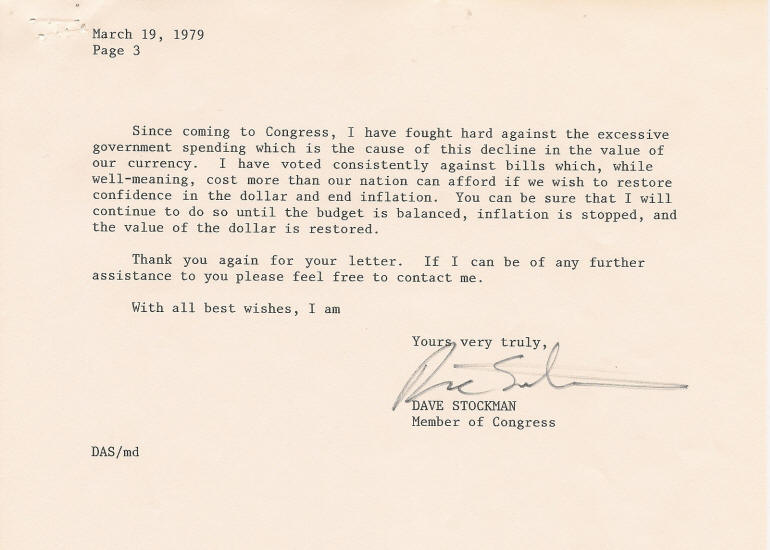 March 19, 1979
Page 3
Since coming to Congress, I have fought hard against the excessive
government spending which is the cause of this decline in the value of
our currency. I have voted consistently against bills which, while
well-meaning, cost more than our nation can afford if we wish to restore
confidence in the dollar and end inflation. You can be sure that I will
continue to do so until the budget is balanced, inflation is stopped, and
the value of the dollar is restored.
Thank you again for your letter. If I can be of any further
assistance to you please feel free to contact me.
With all best wishes, I am
Yours very truly,
DAVE STOCKMAN
Member of Congress
DAS/md